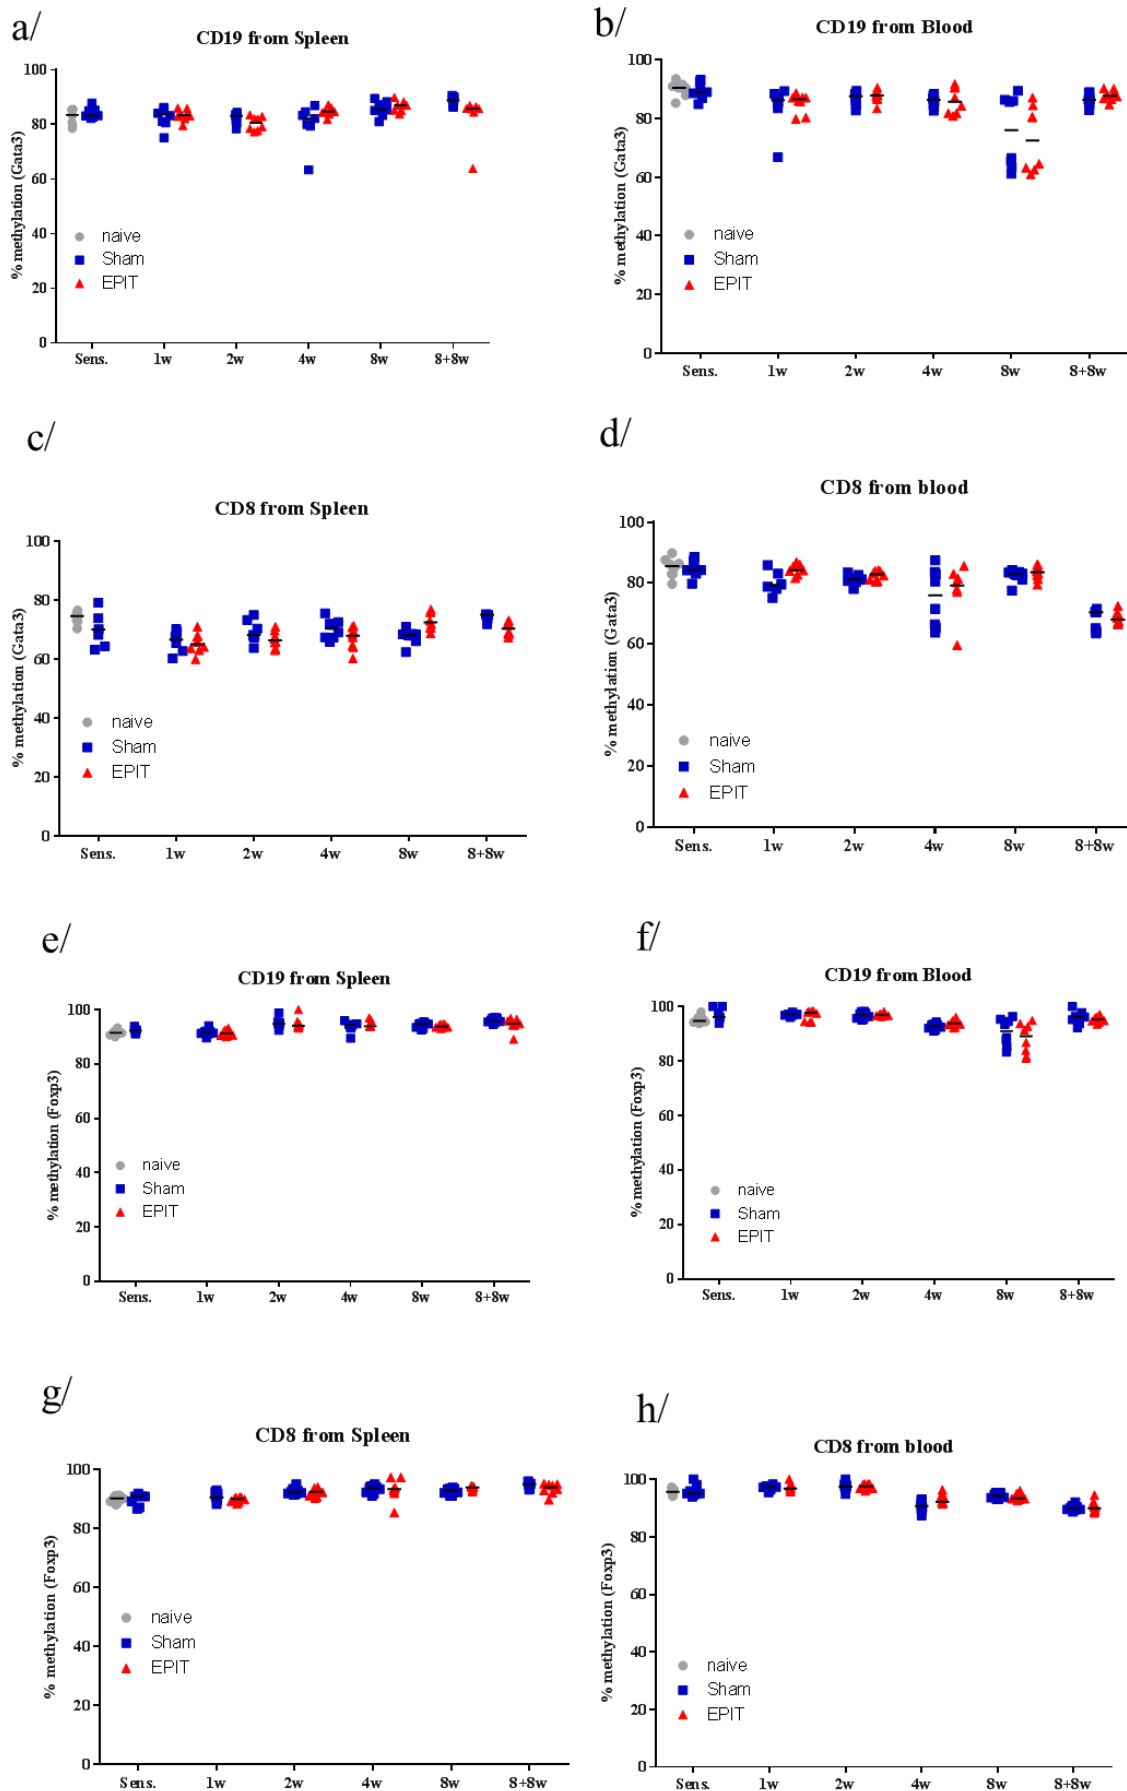 a/
CD19 from Spleen
% methylation (Gata3)
100
80
60
40
20
0
naive
Sham
EPIT
Sens. 1w 2w 4w 8w 8+8w
b/
CD19 from Blood
% methylation (Gata3)
100
80
60
40
20
0
naive
Sham
EPIT
Sens. 1w 2w 4w 8w 8+8w
c/
CD8 from Spleen
% methylation (Gata3)
100
80
60
40
20
0
naive
Sham
EPIT
Sens. 1w 2w 4w 8w 8+8w
d/
CD8 from blood
% methylation (Gata3)
100
80
60
40
20
0
naive
Sham
EPIT
Sens. 1w 2w 4w 8w 8+8w
e/
CD19 from Spleen
% methylation (Foxp3)
100
80
60
40
20
0
naive
Sham
EPIT
Sens. 1w 2w 4w 8w 8+8w
f/
CD19 from Blood
% methylation (Foxp3)
100
80
60
40
20
0
naive
Sham
EPIT
Sens. 1w 2w 4w 8w 8+8w
g/
CD8 from Spleen
% methylation (Foxp3)
100
80
60
40
20
0
naive
Sham
EPIT
Sens. 1w 2w 4w 8w 8+8w
h/
CD8 from blood
% methylation (Foxp3)
100
80
60
40
20
0
naive
Sham
EPIT
Sens. 1w 2w 4w 8w 8+8w